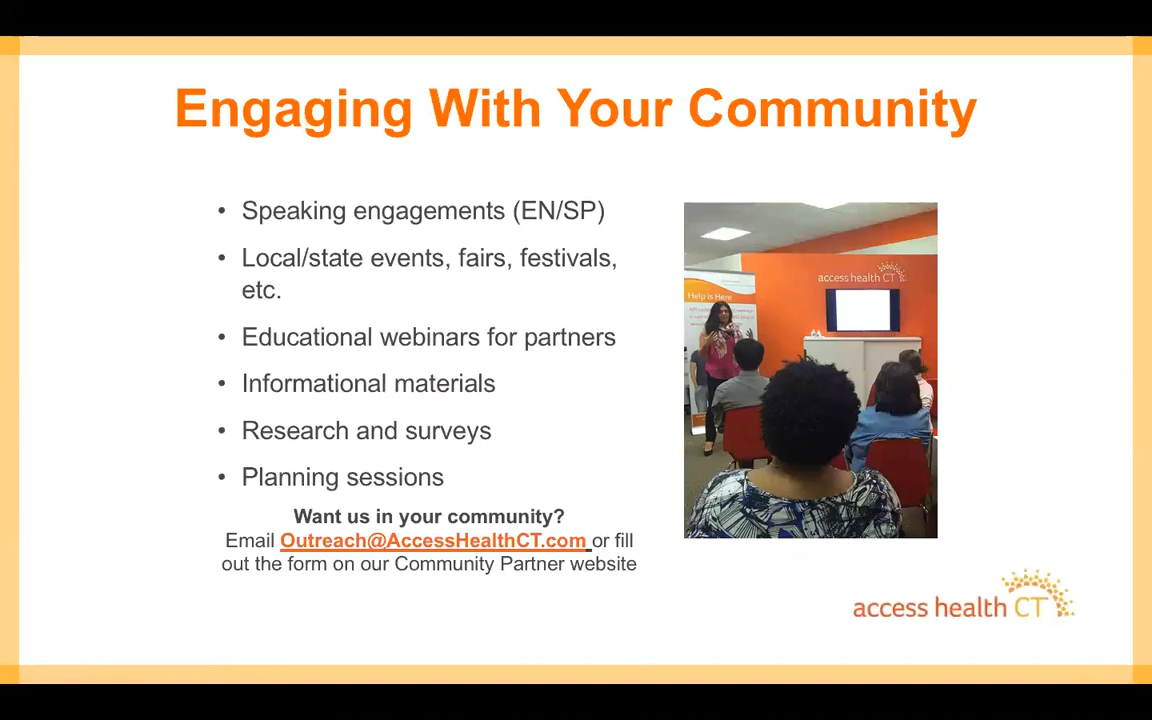 Engaging With Your Community
• Speaking engagements (EN/SP)
• Local/state events, fairs, festivals,
etc.
• Educational webinars for partners
• Informational materials
• Research and surveys
• Planning sessions
Want us in your community?
Email Outreach@AccessHealthCT.com or fill
out the form on our Community Partner website
access health CT
Help is Here
access health CT